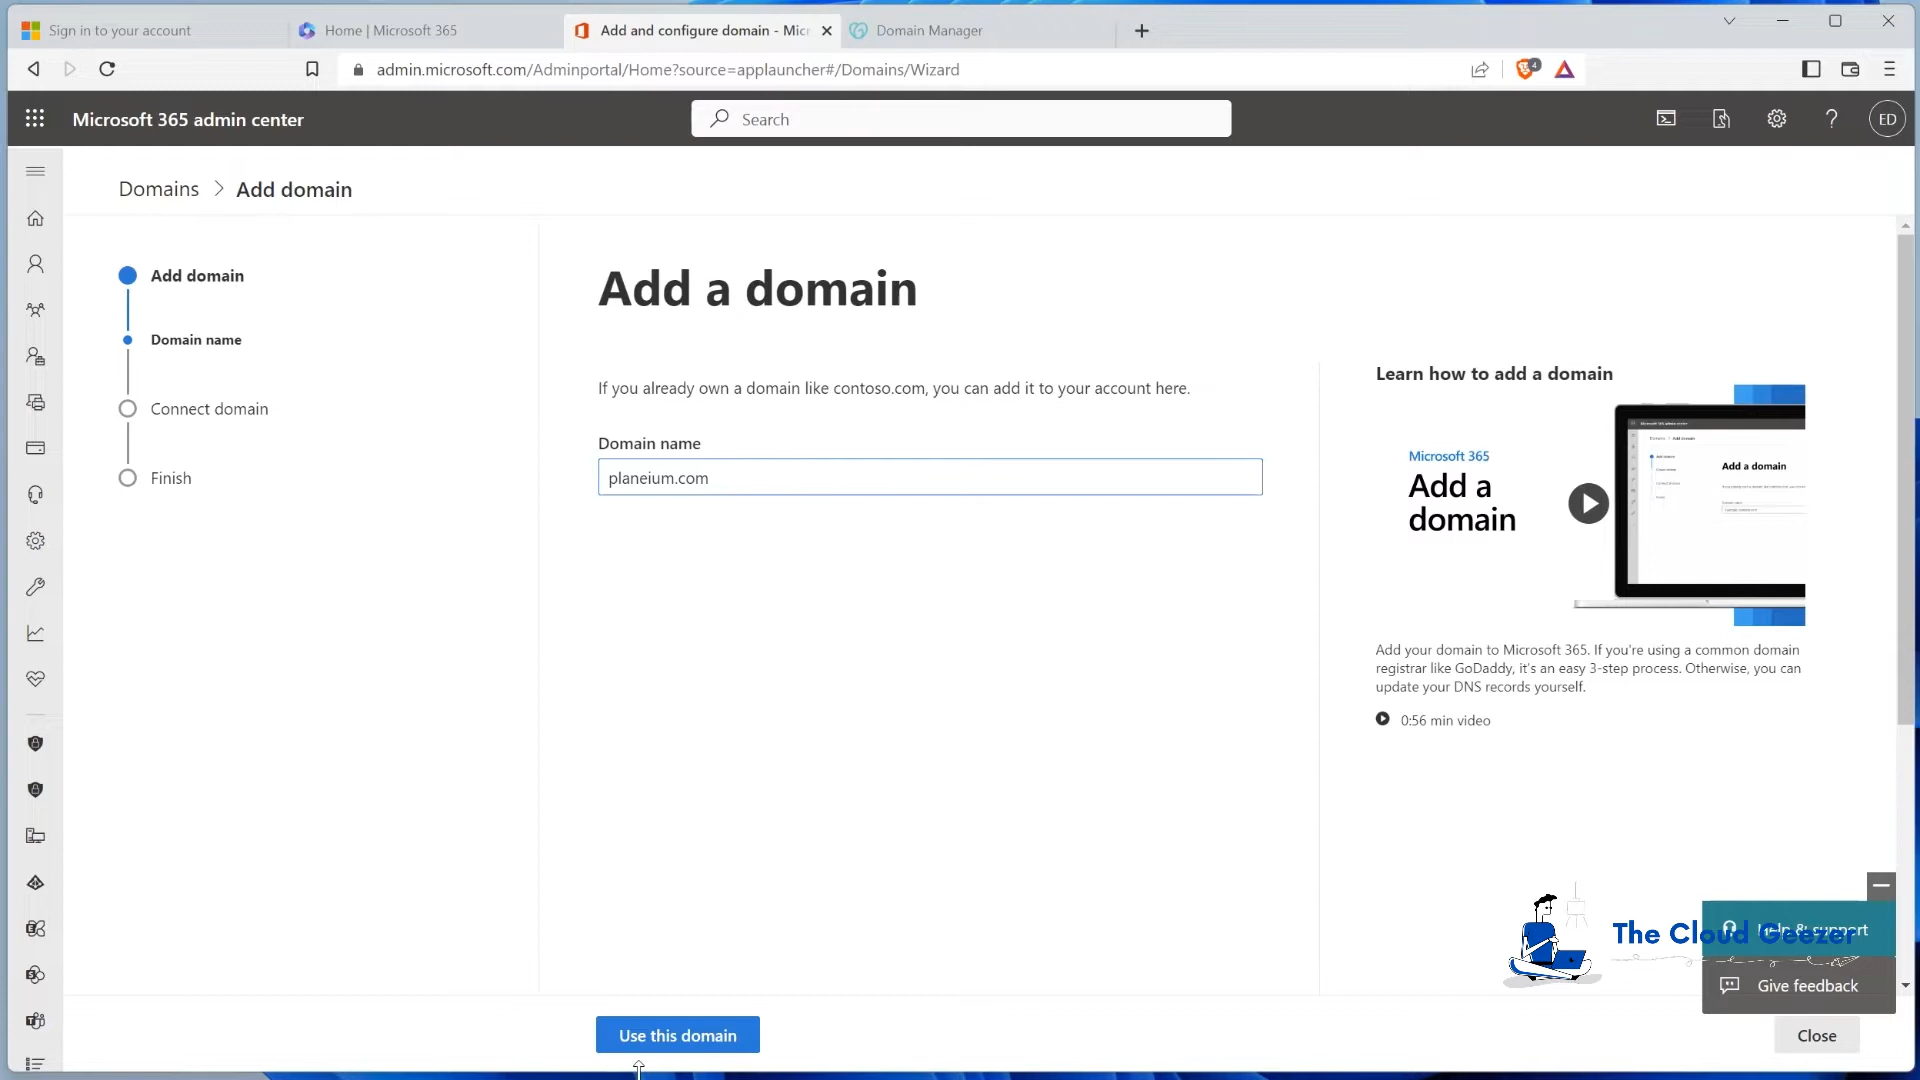 Sign in to your account
Home | Microsoft 365
Add and configure domain - Micr
Domain Manager
admin.microsoft.com/Adminportal/Home?source=applauncher#/Domains/Wizard
4
Microsoft 365 admin center
Search
ED
Domains > Add domain
Add domain
Domain name
Connect domain
Finish
Add a domain
If you already own a domain like contoso.com, you can add it to your account here.
Domain name
planeium.com
Learn how to add a domain
Microsoft 365
Add a
domain
Add a domain
Add your domain to Microsoft 365. If you're using a common domain
registrar like GoDaddy, it's an easy 3-step process. Otherwise, you can
update your DNS records yourself.
0:56 min video
The Cloud Geezer
Help & support
Give feedback
Use this domain
Close